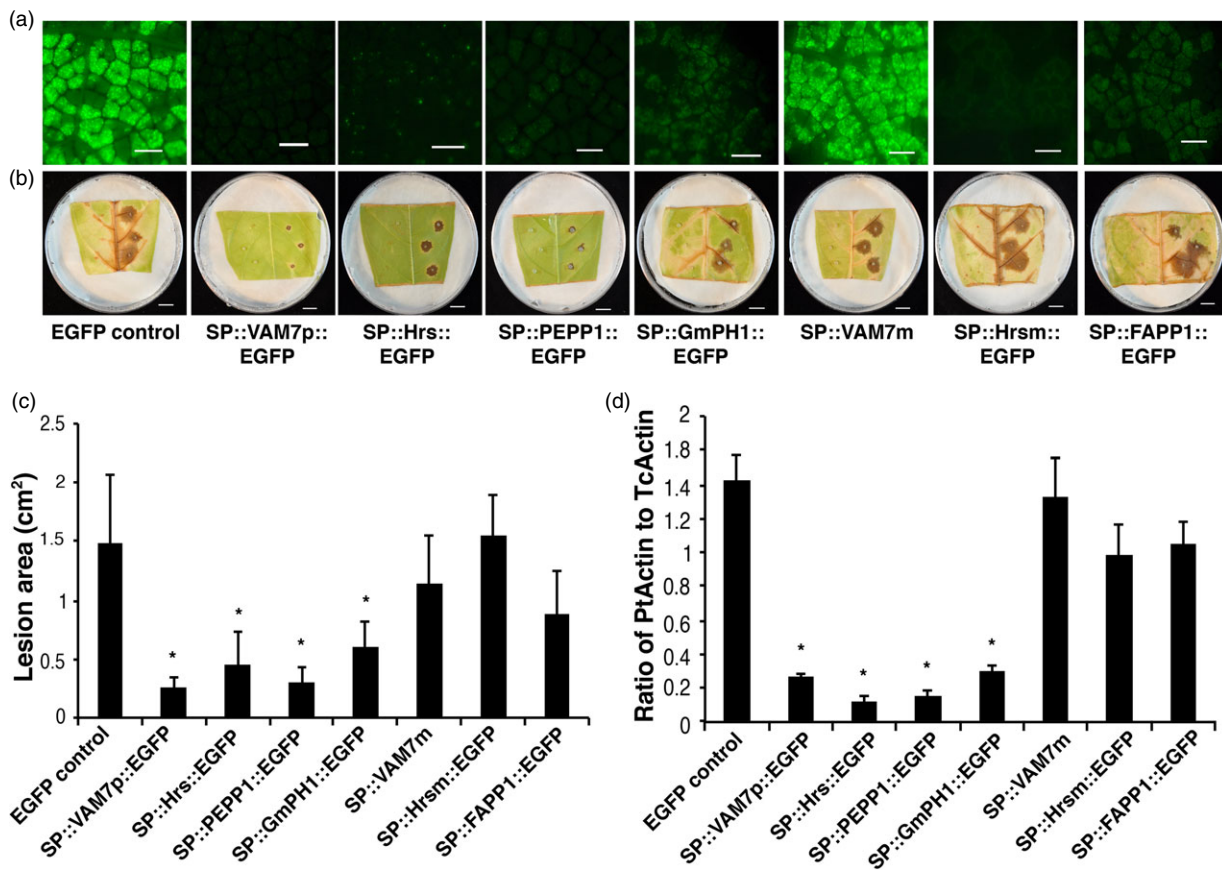 (a)
(b)
EGFP control
SP::VAM7p::
EGFP
SP::Hrs::
EGFP
SP::PEPP1::
EGFP
SP::GmPH1::
EGFP
SP::VAM7m
SP::Hrsm::
EGFP
SP::FAPP1::
EGFP
(c)
Lesion area (cm²)
2.5
2
1.5
1
0.5
0
*
*
*
*
EGFP control
SP::VAM7p::EGFP
SP::Hrs::EGFP
SP::PEPP1::EGFP
SP::GmPH1::EGFP
SP::VAM7m
SP::Hrsm::EGFP
SP::FAPP1::EGFP
(d)
Ratio of PtActin to TcActin
2
1.8
1.4
1.2
1
0.8
0.6
0.4
0.2
0
*
*
*
*
EGFP control
SP::VAM7p::EGFP
SP::Hrs::EGFP
SP::PEPP1::EGFP
SP::GmPH1::EGFP
SP::VAM7m
SP::Hrsm::EGFP
SP::FAPP1::EGFP